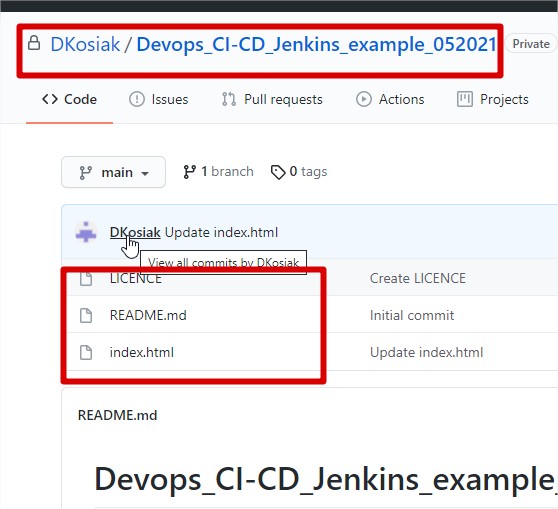 DKosiak / Devops_CI-CD_Jenkins_example_052021 Private
<> Code Issues Pull requests Actions Projects
main 1 branch 0 tags
DKosiak Update index.html
View all commits by DKosiak
LICENCE Create LICENCE
README.md Initial commit
index.html Update index.html
README.md
Devops_CI-CD_Jenkins_example_